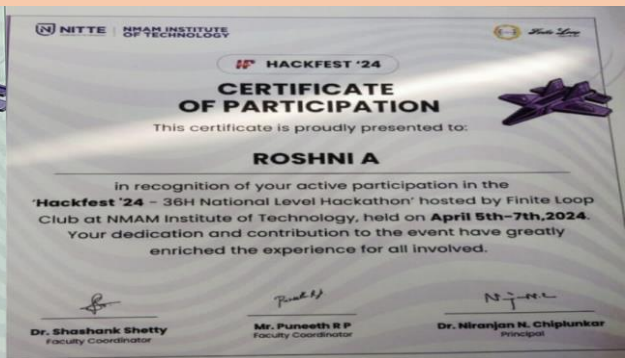 NITTE NMAM INSTITUTE
OF TECHNOLOGY
Finite Loop
HACKFEST '24
CERTIFICATE
OF PARTICIPATION
This certificate is proudly presented to:
ROSHNI A
in recognition of your active participation in the
'Hackfest '24 - 36H National Level Hackathon' hosted by Finite Loop
Club at NMAM Institute of Technology, held on April 5th-7th,2024.
Your dedication and contribution to the event have greatly
enriched the experience for all involved.
Dr. Shashank Shetty
Faculty Coordinator
Mr. Puneeth R P
Faculty Coordinator
Dr. Niranjan N. Chiplunkar
Principal